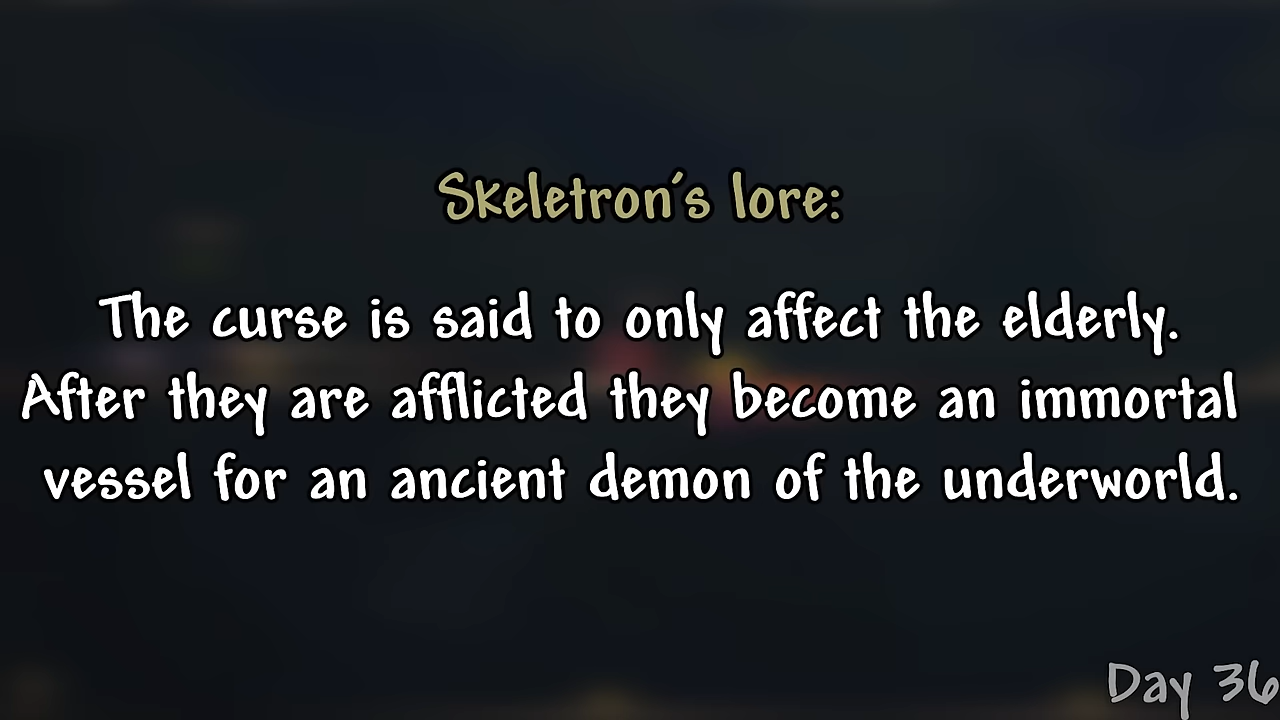 Skeletron's lore:
The curse is said to only affect the elderly.
After they are afflicted they become an immortal
vessel for an ancient demon of the underworld.
Day 36